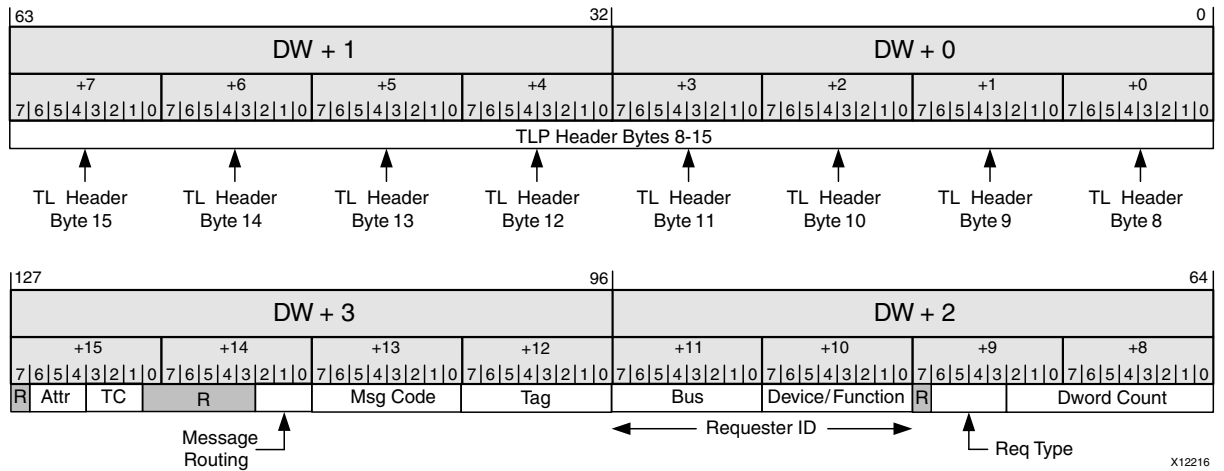 63 32 0
DW + 1 DW + 0
+7 +6 +5 +4 +3 +2 +1 +0
7 6 5 4 3 2 1 0 7 6 5 4 3 2 1 0 7 6 5 4 3 2 1 0 7 6 5 4 3 2 1 0 7 6 5 4 3 2 1 0 7 6 5 4 3 2 1 0 7 6 5 4 3 2 1 0 7 6 5 4 3 2 1 0
TLP Header Bytes 8-15
TL Header TL Header TL Header TL Header TL Header TL Header TL Header TL Header
Byte 15 Byte 14 Byte 13 Byte 12 Byte 11 Byte 10 Byte 9 Byte 8
127 96 64
DW + 3 DW + 2
+15 +14 +13 +12 +11 +10 +9 +8
7 6 5 4 3 2 1 0 7 6 5 4 3 2 1 0 7 6 5 4 3 2 1 0 7 6 5 4 3 2 1 0 7 6 5 4 3 2 1 0 7 6 5 4 3 2 1 0 7 6 5 4 3 2 1 0 7 6 5 4 3 2 1 0
R Attr TC R Msg Code Tag Bus Device/Function R Dword Count
Message Requester ID Req Type
Routing
X12216